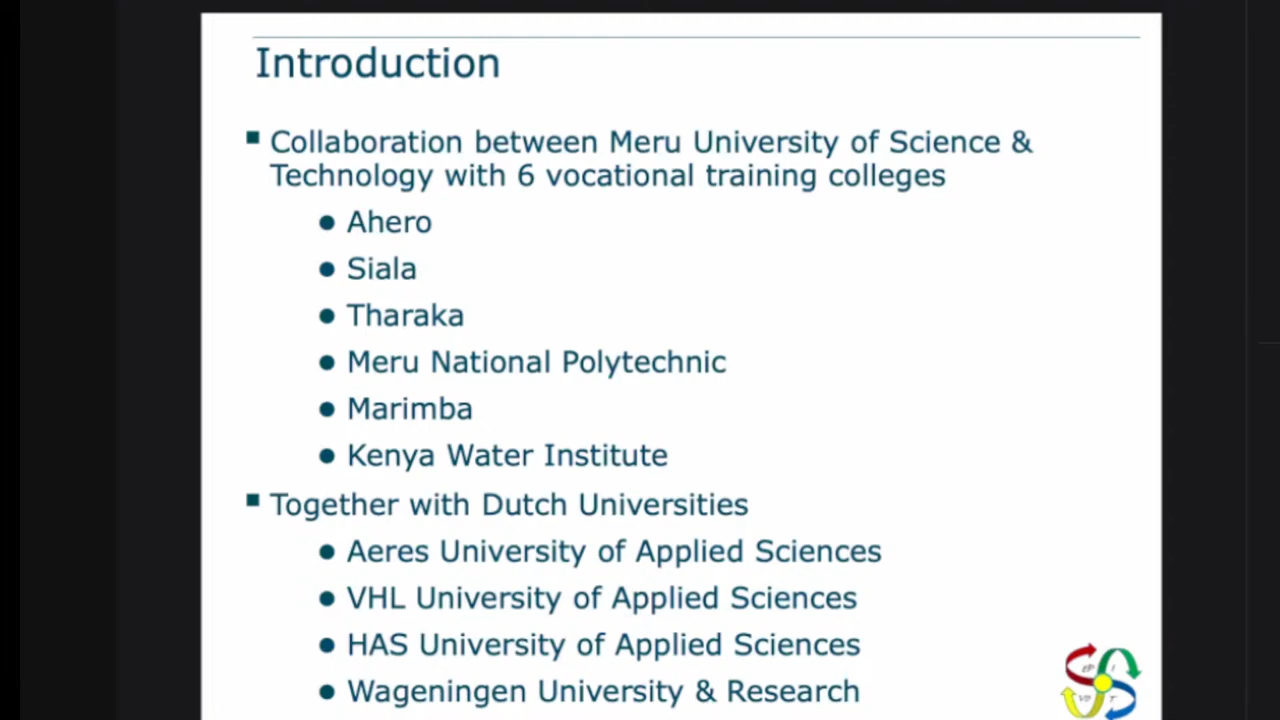 Introduction
Collaboration between Meru University of Science &
Technology with 6 vocational training colleges
Ahero
Siala
Tharaka
Meru National Polytechnic
Marimba
Kenya Water Institute
Together with Dutch Universities
Aeres University of Applied Sciences
VHL University of Applied Sciences
HAS University of Applied Sciences
Wageningen University & Research